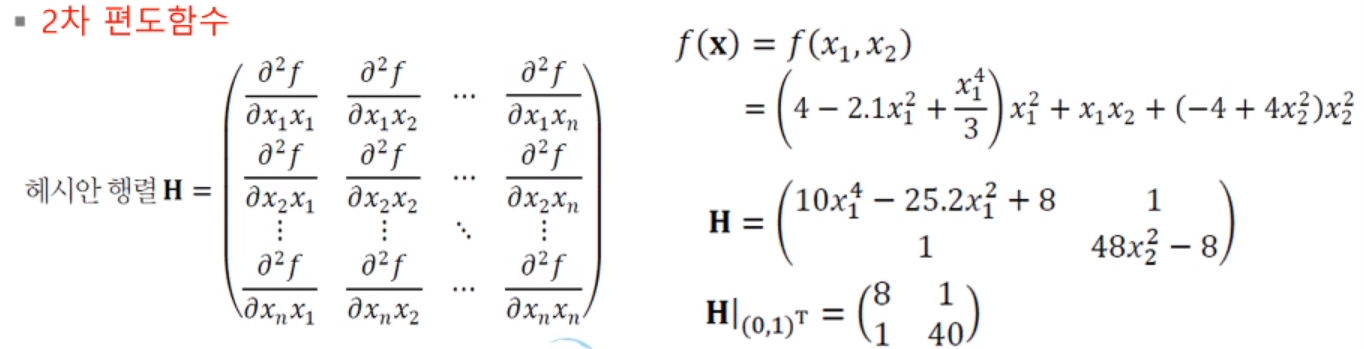 ▪ 2차 편도함수
헤시안 행렬 𝐇 = 
∂²f/∂x₁x₁ ∂²f/∂x₁x₂ ⋯ ∂²f/∂x₁xₙ
∂²f/∂x₂x₁ ∂²f/∂x₂x₂ ⋯ ∂²f/∂x₂xₙ
⋮ ⋮ ⋱ ⋮
∂²f/∂xₙx₁ ∂²f/∂xₙx₂ ⋯ ∂²f/∂xₙxₙ
f(𝐱) = f(x₁, x₂)
= (4 − 2.1x₁² + x₁⁴/3) x₁² + x₁x₂ + (−4 + 4x₂²)x₂²
𝐇 = (10x₁⁴ − 25.2x₁² + 8 1
1 48x₂² − 8)
𝐇|(0,1)ᵀ = (8 1
1 40)